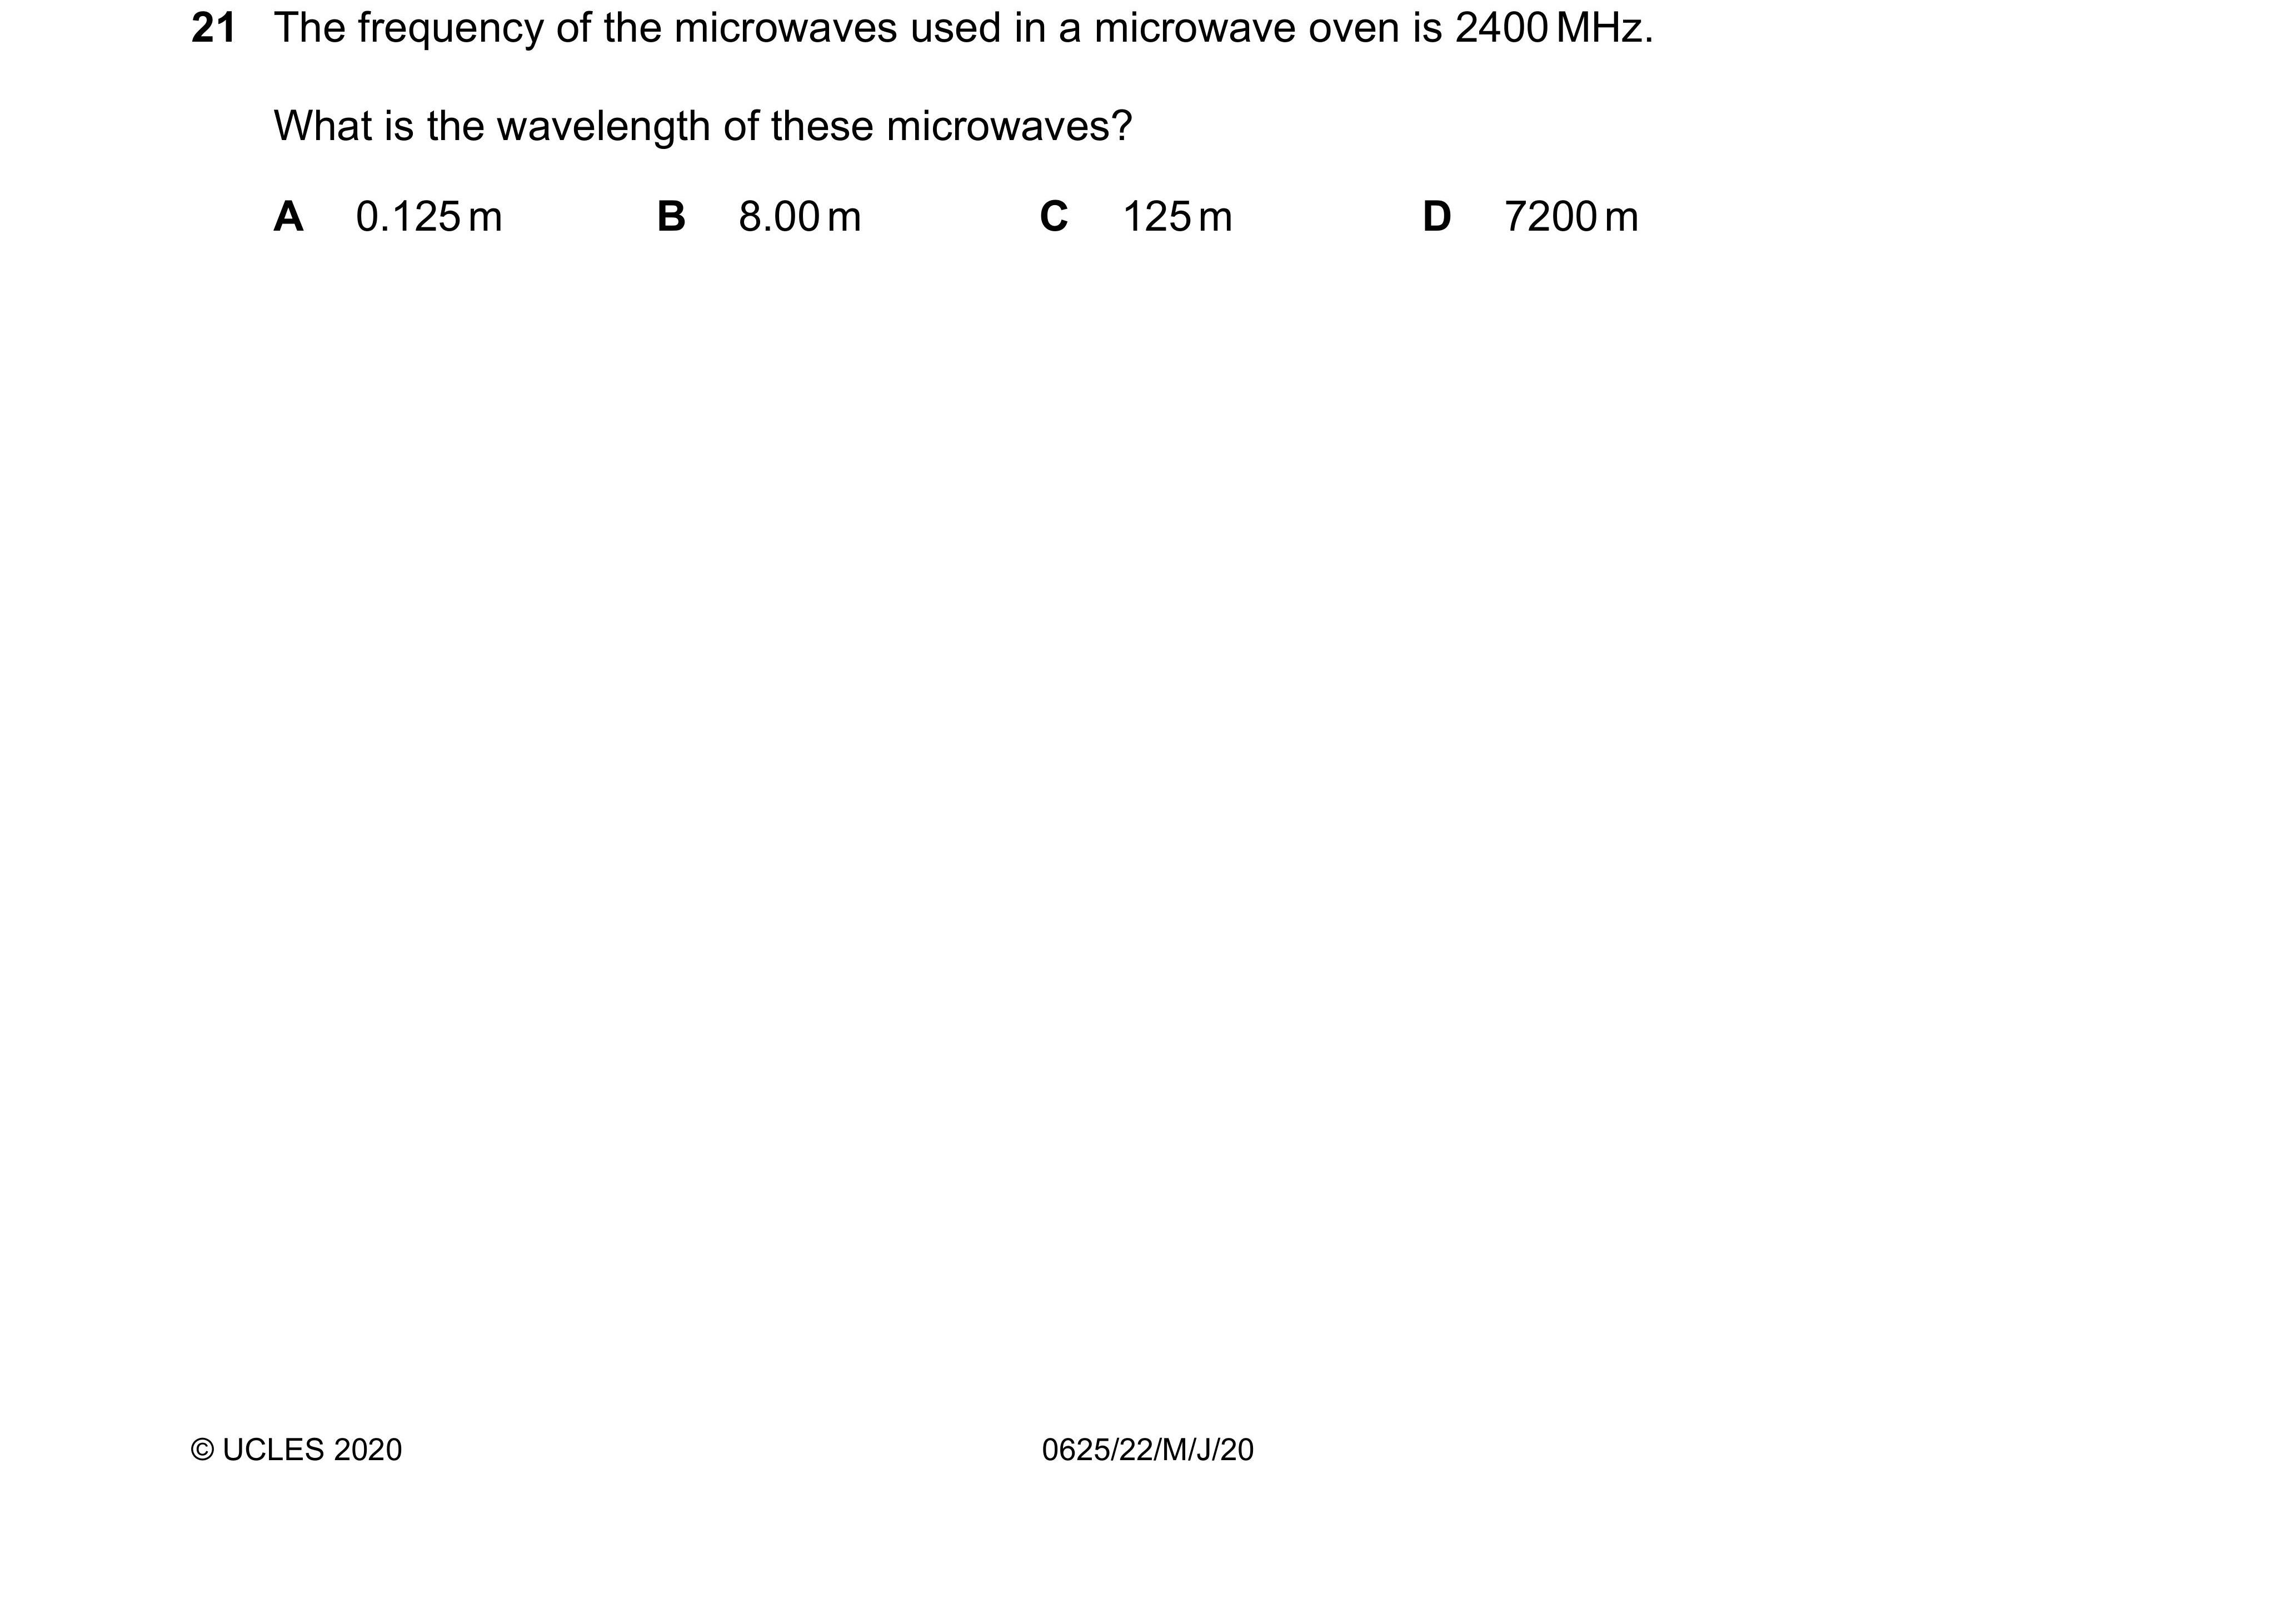 21 The frequency of the microwaves used in a microwave oven is 2400 MHz.
What is the wavelength of these microwaves?
A 0.125 m B 8.00 m C 125 m D 7200 m
© UCLES 2020 0625/22/M/J/20